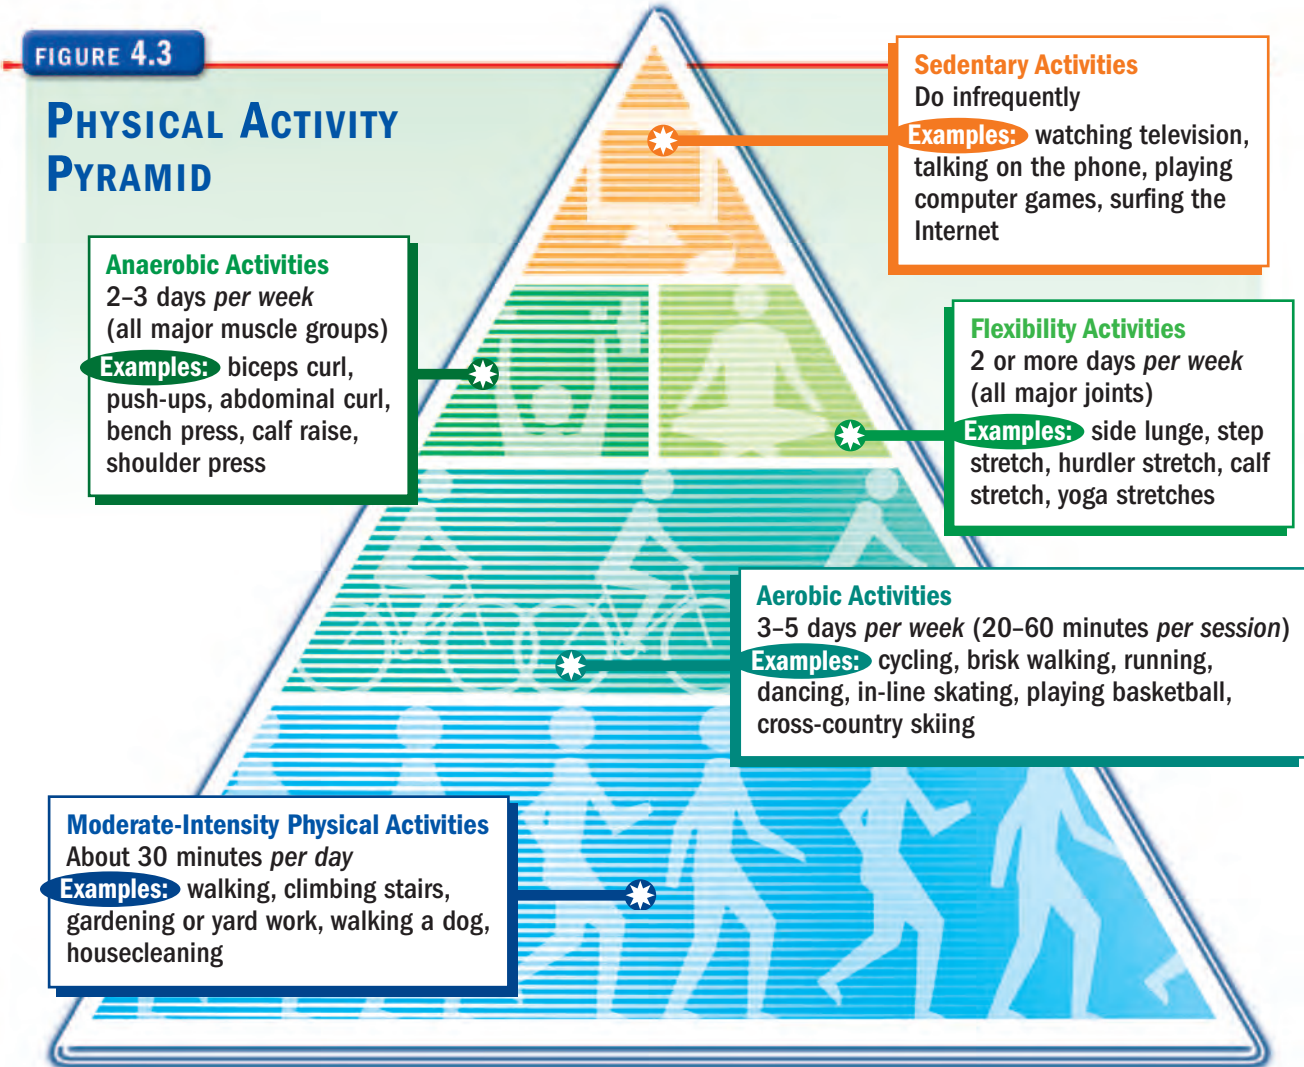 FIGURE 4.3
PHYSICAL ACTIVITY
PYRAMID
Sedentary Activities
Do infrequently
Examples: watching television,
talking on the phone, playing
computer games, surfing the
Internet
Anaerobic Activities
2–3 days per week
(all major muscle groups)
Examples: biceps curl,
push-ups, abdominal curl,
bench press, calf raise,
shoulder press
Flexibility Activities
2 or more days per week
(all major joints)
Examples: side lunge, step
stretch, hurdler stretch, calf
stretch, yoga stretches
Aerobic Activities
3–5 days per week (20–60 minutes per session)
Examples: cycling, brisk walking, running,
dancing, in-line skating, playing basketball,
cross-country skiing
Moderate-Intensity Physical Activities
About 30 minutes per day
Examples: walking, climbing stairs,
gardening or yard work, walking a dog,
housecleaning